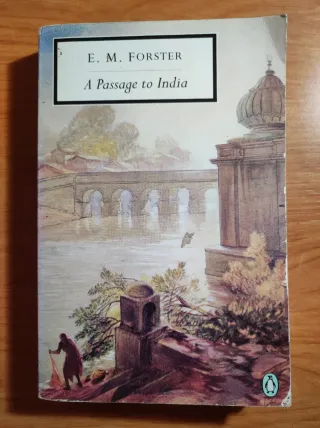 E. M. FORSTER
A Passage to India